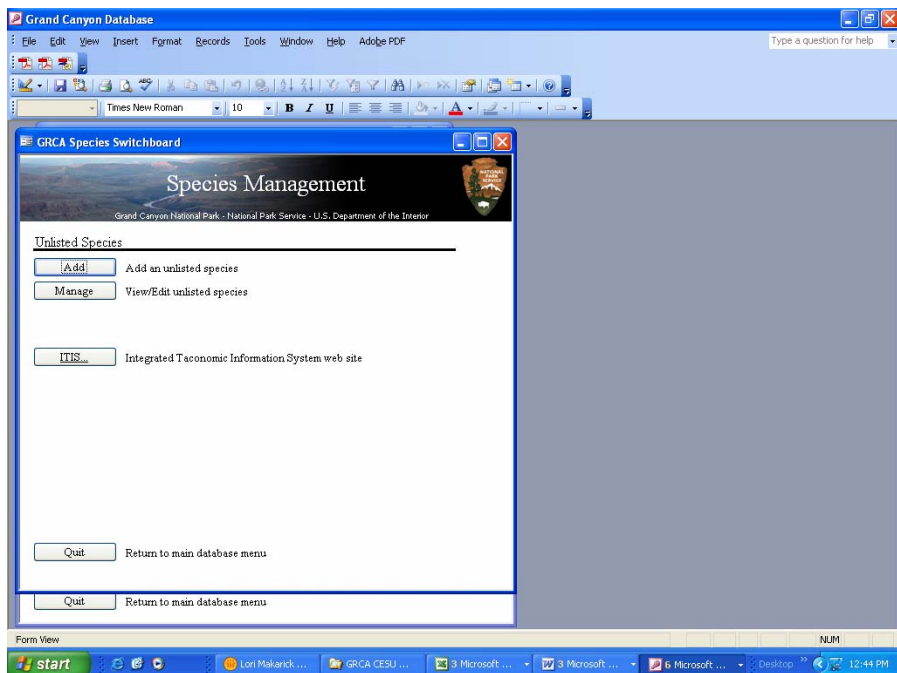 Grand Canyon Database
File Edit View Insert Format Records Tools Window Help Adobe PDF
Type a question for help
Times New Roman 10 B I U A
GRCA Species Switchboard
Species Management
NATIONAL PARK SERVICE
Grand Canyon National Park - National Park Service - U.S. Department of the Interior
Unlisted Species
Add Add an unlisted species
Manage View/Edit unlisted species
ITIS... Integrated Taconomic Information System web site
Quit Return to main database menu
Quit Return to main database menu
Form View NUM
start Lori Makarick ... GRCA CESU ... 3 Microsoft ... 3 Microsoft ... 6 Microsoft ... Desktop » 12:44 PM